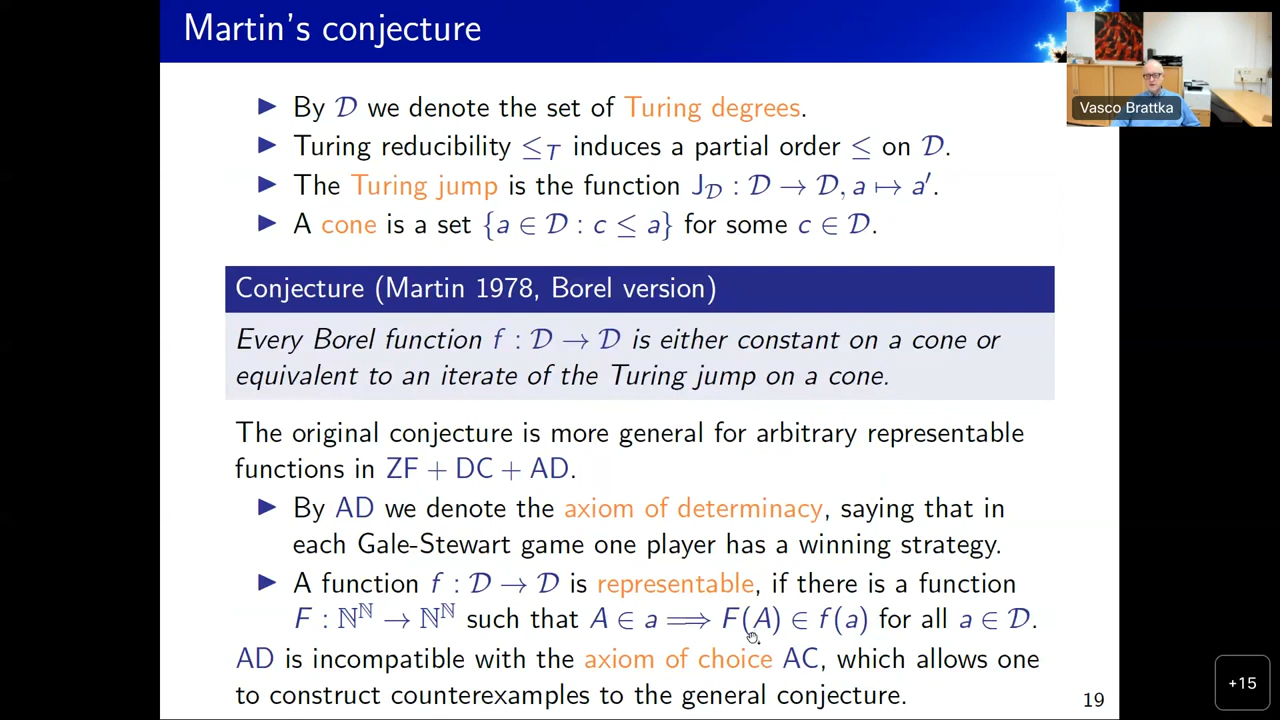 Martin's conjecture
Vasco Brattka
▶ By 𝒟 we denote the set of Turing degrees.
▶ Turing reducibility ≤_T induces a partial order ≤ on 𝒟.
▶ The Turing jump is the function J_𝒟 : 𝒟 → 𝒟, a ↦ a′.
▶ A cone is a set {a ∈ 𝒟 : c ≤ a} for some c ∈ 𝒟.
Conjecture (Martin 1978, Borel version)
Every Borel function f : 𝒟 → 𝒟 is either constant on a cone or
equivalent to an iterate of the Turing jump on a cone.
The original conjecture is more general for arbitrary representable
functions in ZF + DC + AD.
▶ By AD we denote the axiom of determinacy, saying that in
each Gale-Stewart game one player has a winning strategy.
▶ A function f : 𝒟 → 𝒟 is representable, if there is a function
F : ℕ^ℕ → ℕ^ℕ such that A ∈ a ⟹ F(A) ∈ f(a) for all a ∈ 𝒟.
AD is incompatible with the axiom of choice AC, which allows one
to construct counterexamples to the general conjecture.
19
+15